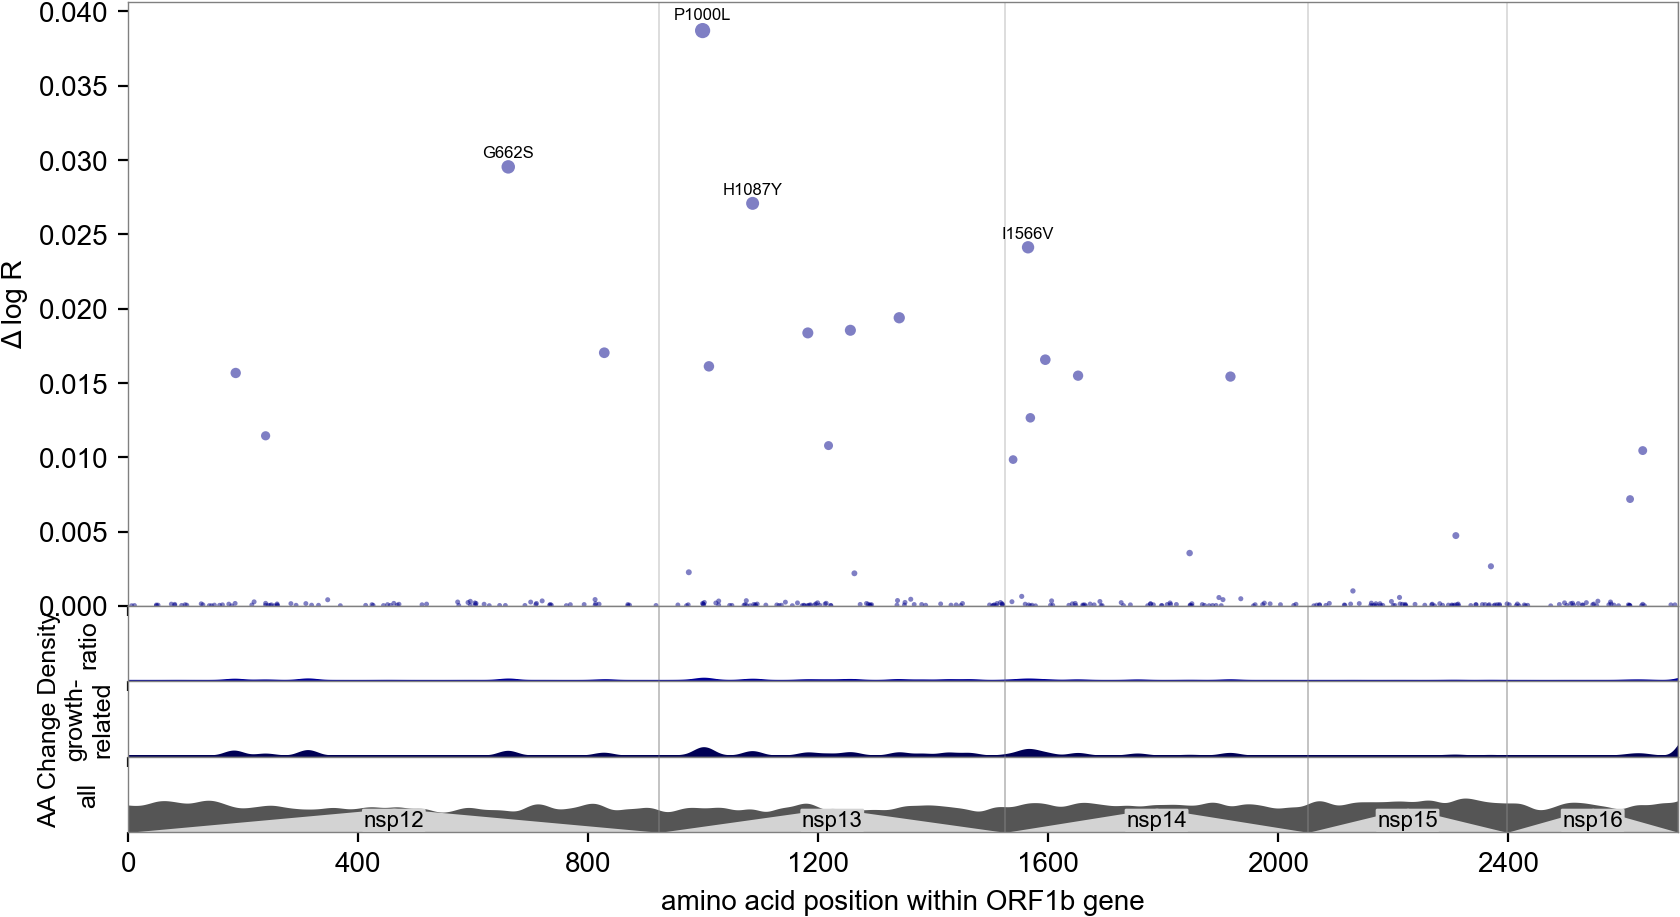 0.040
0.035
0.030
0.025
0.020
0.015
0.010
0.005
0.000
Δ log R
P1000L
G662S
H1087Y
I1566V
AA Change Density
ratio
growth-
related
all
nsp12
nsp13
nsp14
nsp15
nsp16
0
400
800
1200
1600
2000
2400
amino acid position within ORF1b gene